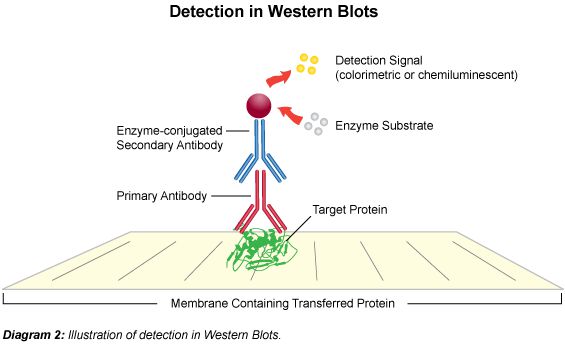 Detection in Western Blots
Detection Signal
(colorimetric or chemiluminescent)
Enzyme Substrate
Enzyme-conjugated
Secondary Antibody
Primary Antibody
Target Protein
Membrane Containing Transferred Protein
Diagram 2: Illustration of detection in Western Blots.